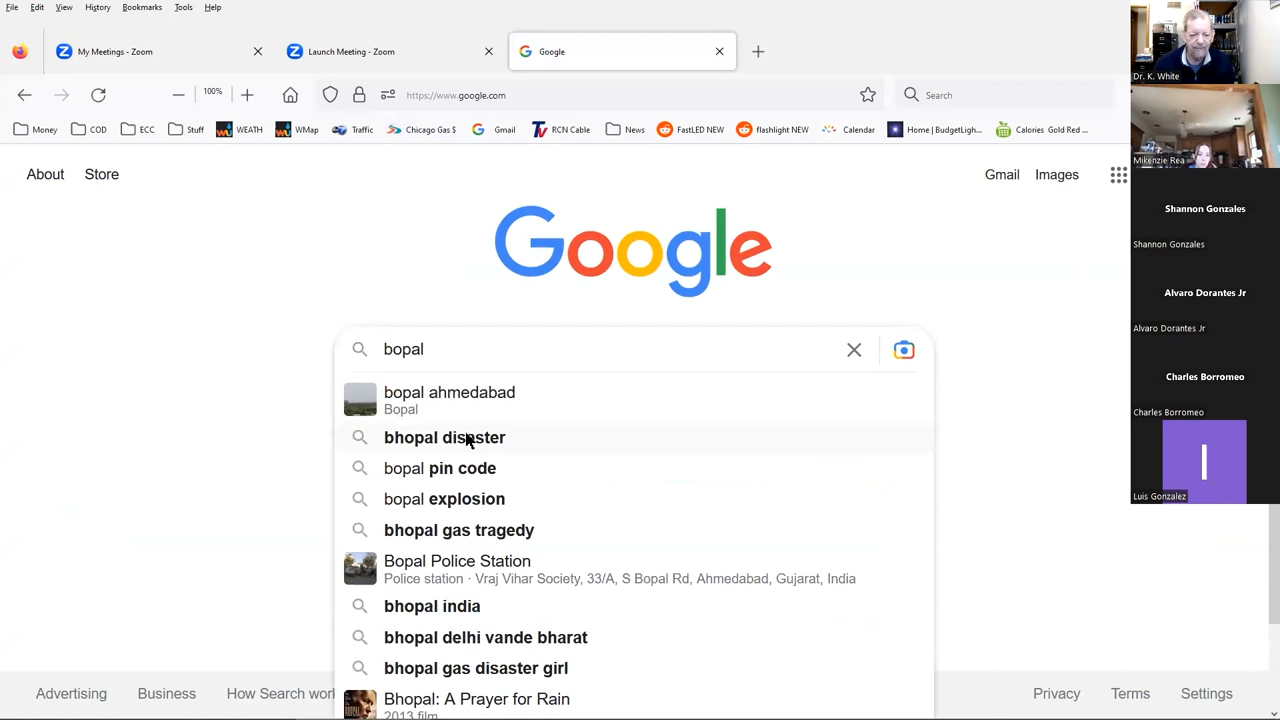 File Edit View History Bookmarks Tools Help
My Meetings - Zoom
Launch Meeting - Zoom
Google
100%
https://www.google.com
Search
Money COD ECC Stuff WEATH WMap Traffic Chicago Gas $ Gmail RCN Cable News FastLED NEW flashlight NEW Calendar Home | BudgetLigh... Calories Gold Red ...
About Store
Gmail Images
Google
bopal
bopal ahmedabad
Bopal
bhopal disaster
bopal pin code
bopal explosion
bhopal gas tragedy
Bopal Police Station
Police station · Vraj Vihar Society, 33/A, S Bopal Rd, Ahmedabad, Gujarat, India
bhopal india
bhopal delhi vande bharat
bhopal gas disaster girl
Bhopal: A Prayer for Rain
2013 film
Advertising Business How Search wor
Privacy Terms Settings
Dr. K. White
Mikenzie Rea
Shannon Gonzales
Shannon Gonzales
Alvaro Dorantes Jr
Alvaro Dorantes Jr
Charles Borromeo
Charles Borromeo
l
Luis Gonzalez